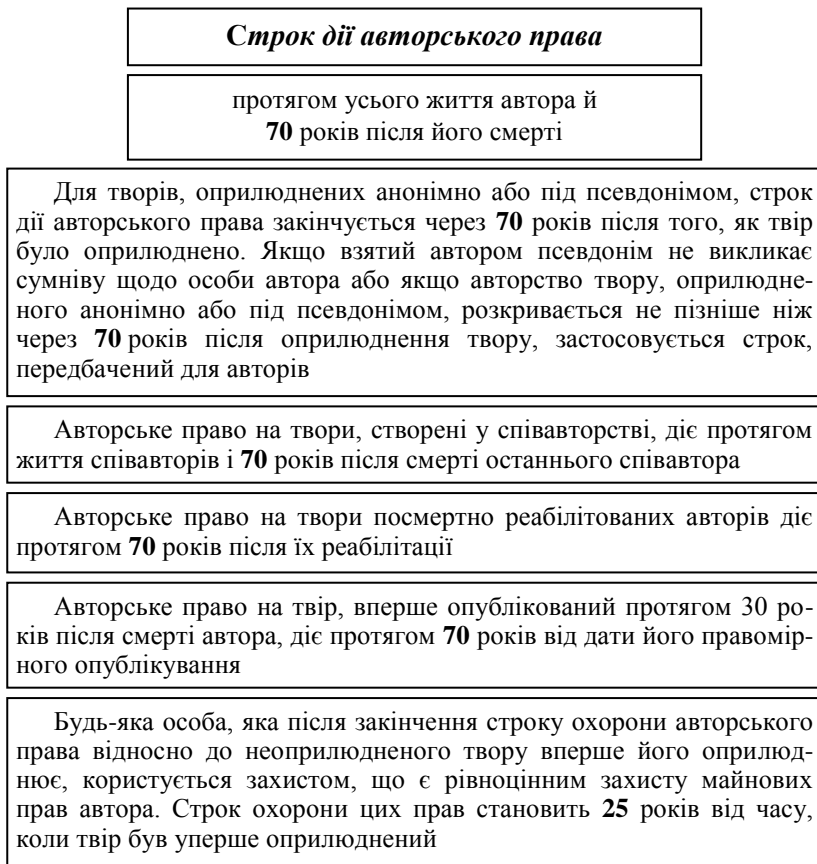 Строк дії авторського права
протягом усього життя автора й
70 років після його смерті
Для творів, оприлюднених анонімно або під псевдонімом, строк
дії авторського права закінчується через 70 років після того, як твір
було оприлюднено. Якщо взятий автором псевдонім не викликає
сумніву щодо особи автора або якщо авторство твору, оприлюдне-
ного анонімно або під псевдонімом, розкривається не пізніше ніж
через 70 років після оприлюднення твору, застосовується строк,
передбачений для авторів
Авторське право на твори, створені у співавторстві, діє протягом
життя співавторів і 70 років після смерті останнього співавтора
Авторське право на твори посмертно реабілітованих авторів діє
протягом 70 років після їх реабілітації
Авторське право на твір, вперше опублікований протягом 30 ро-
ків після смерті автора, діє протягом 70 років від дати його правомір-
ного опублікування
Будь-яка особа, яка після закінчення строку охорони авторського
права відносно до неоприлюдненого твору вперше його оприлюд-
нює, користується захистом, що є рівноцінним захисту майнових
прав автора. Строк охорони цих прав становить 25 років від часу,
коли твір був уперше оприлюднений